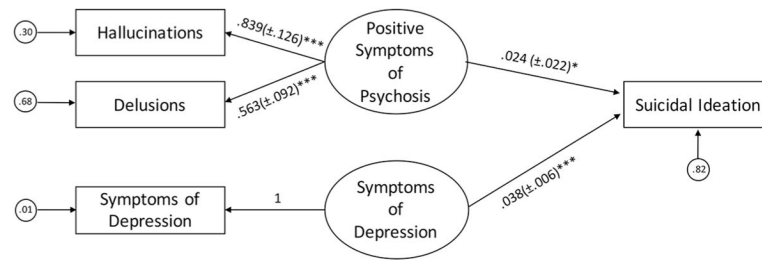 .30
Hallucinations
.839(±.126)***
Positive
Symptoms
of
Psychosis
.024 (±.022)*
.68
Delusions
.563(±.092)***
Suicidal Ideation
.82
.01
Symptoms of
Depression
1
Symptoms
of
Depression
.038(±.006)***